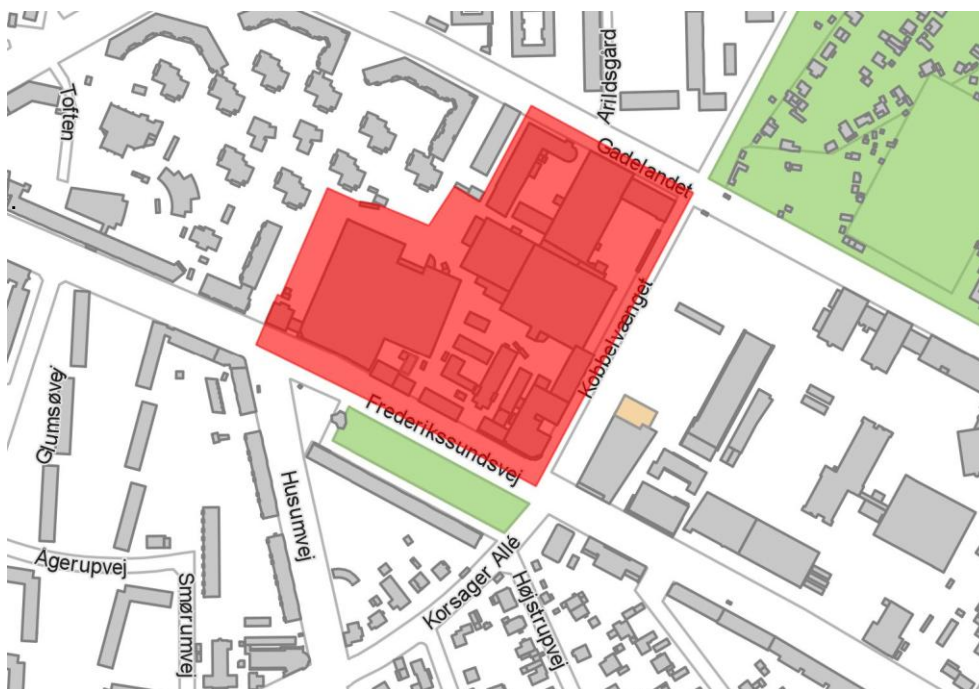 Toften
Arildsgård
Gadelandet
Kobbelvænget
Frederikssundsvej
Glumsøvej
Husumvej
Agerupvej
Smørumvej
Korsager Allé
Højstrupvej